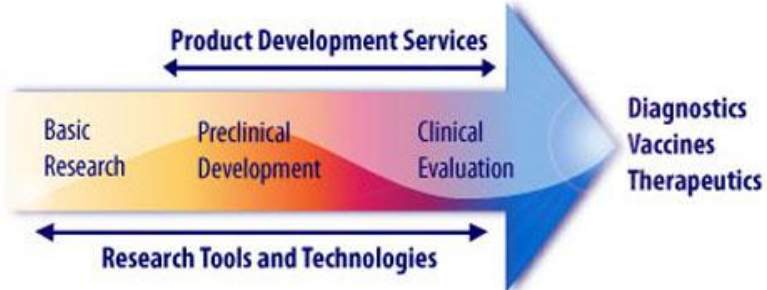 Product Development Services
Basic
Research
Preclinical
Development
Clinical
Evaluation
Diagnostics
Vaccines
Therapeutics
Research Tools and Technologies